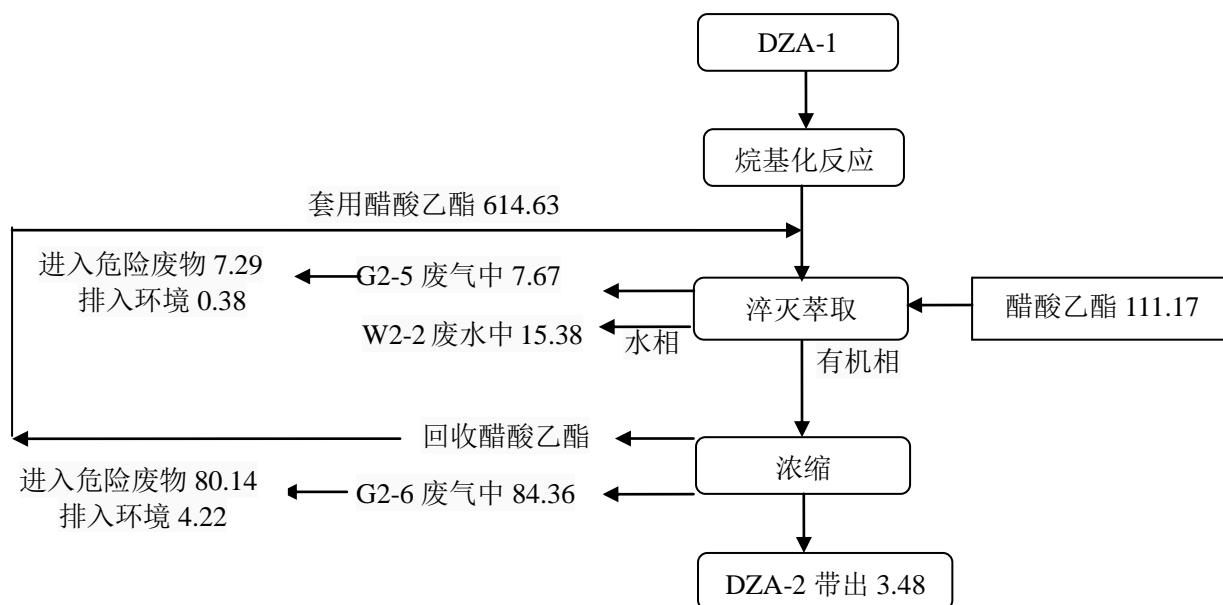 DZA-1
烷基化反应
套用醋酸乙酯 614.63
进入危险废物 7.29
排入环境 0.38
G2-5 废气中 7.67
淬灭萃取
醋酸乙酯 111.17
W2-2 废水中 15.38
水相
有机相
回收醋酸乙酯
浓缩
进入危险废物 80.14
排入环境 4.22
G2-6 废气中 84.36
DZA-2 带出 3.48